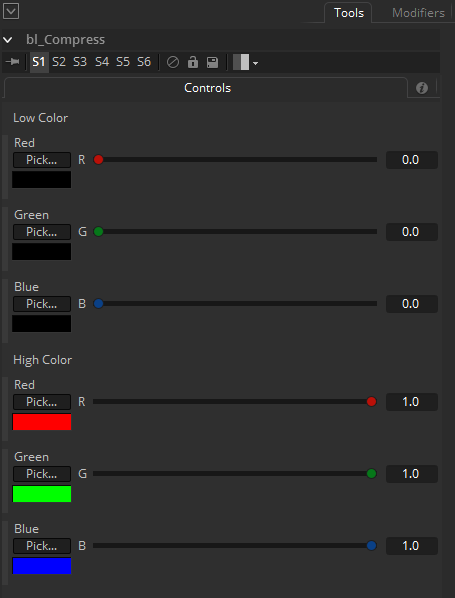 Tools Modifiers
bl_Compress
S1 S2 S3 S4 S5 S6
Controls
Low Color
Red
Pick... R 0.0
Green
Pick... G 0.0
Blue
Pick... B 0.0
High Color
Red
Pick... R 1.0
Green
Pick... G 1.0
Blue
Pick... B 1.0